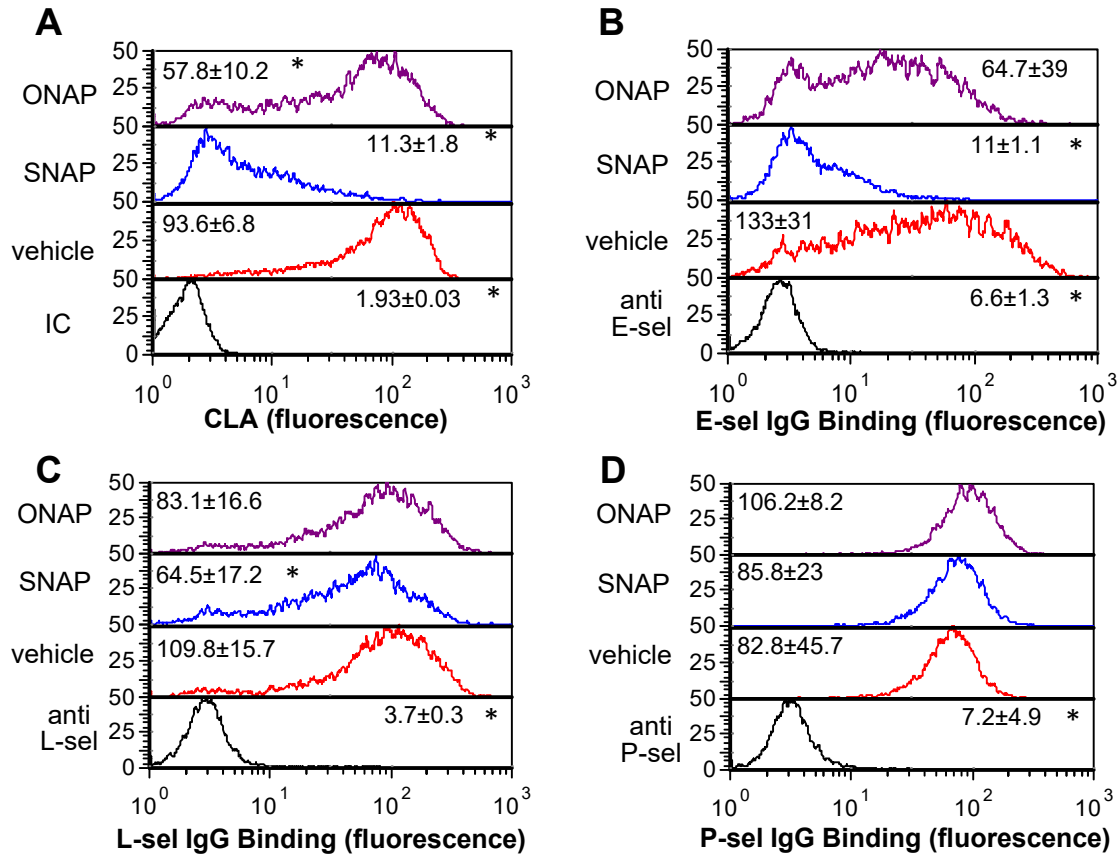 A
ONAP
50
25
57.8±10.2 *
SNAP
50
25
11.3±1.8 *
vehicle
50
25
93.6±6.8
IC
50
25
0
1.93±0.03 *
10^0 10^1 10^2 10^3
CLA (fluorescence)
B
ONAP
50
25
64.7±39
SNAP
50
25
11±1.1 *
vehicle
50
25
133±31
anti
E-sel
50
25
0
6.6±1.3 *
10^0 10^1 10^2 10^3
E-sel IgG Binding (fluorescence)
C
ONAP
50
25
83.1±16.6
SNAP
50
25
64.5±17.2 *
vehicle
50
25
109.8±15.7
anti
L-sel
50
25
0
3.7±0.3 *
10^0 10^1 10^2 10^3
L-sel IgG Binding (fluorescence)
D
ONAP
50
25
106.2±8.2
SNAP
50
25
85.8±23
vehicle
50
25
82.8±45.7
anti
P-sel
50
25
0
7.2±4.9 *
10^0 10^1 10^2 10^3
P-sel IgG Binding (fluorescence)